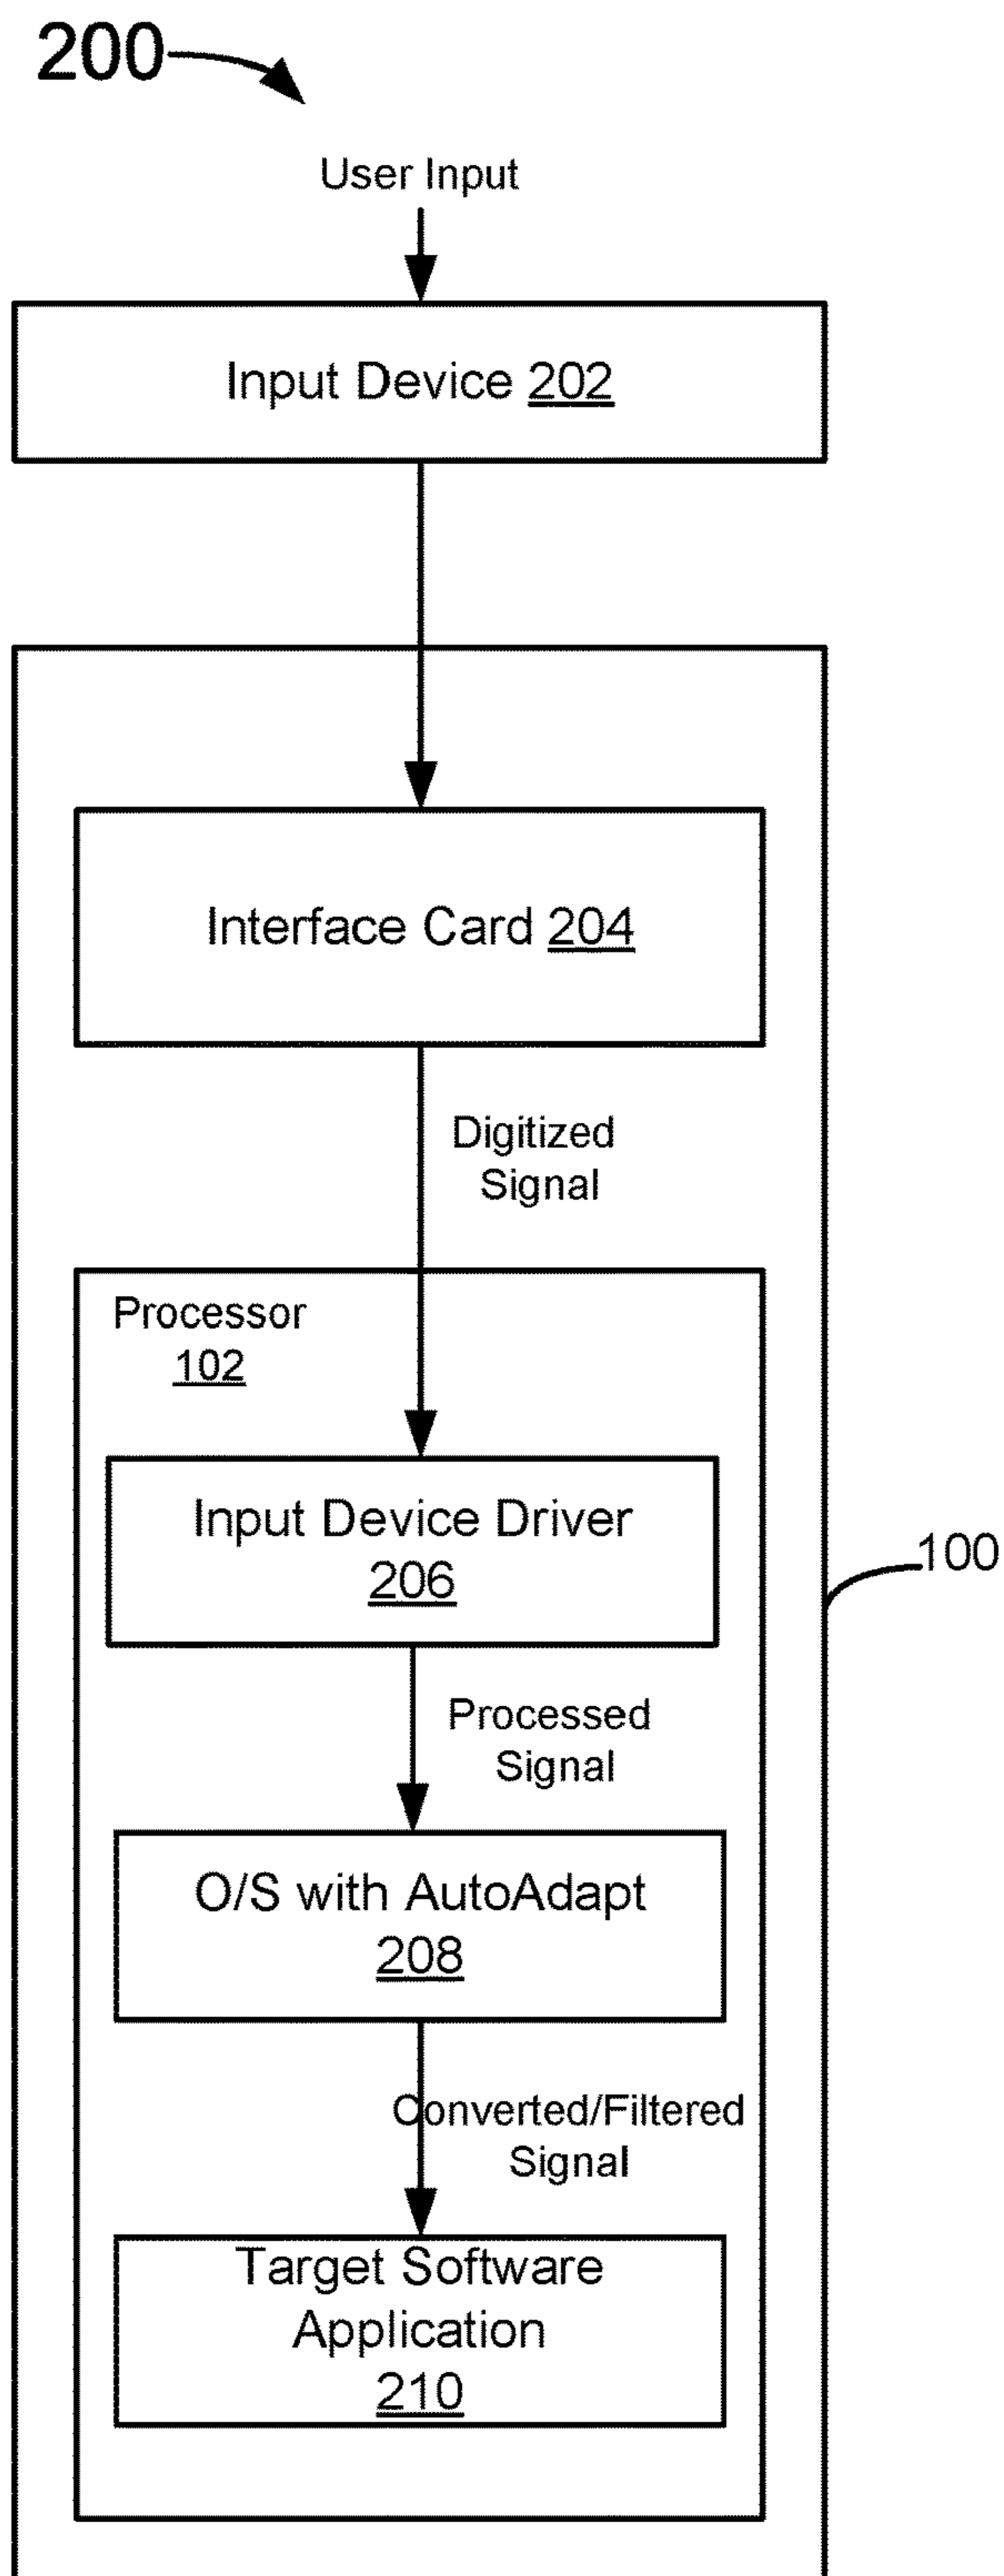 200
User Input
Input Device 202
Interface Card 204
Digitized
Signal
Processor
102
Input Device Driver
206
100
Processed
Signal
O/S with AutoAdapt
208
Converted/Filtered
Signal
Target Software
Application
210